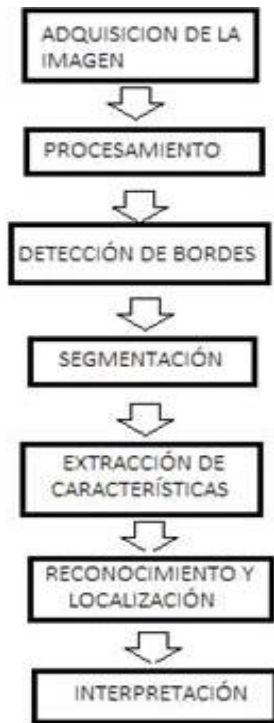 ADQUISICION DE LA
IMAGEN
PROCESAMIENTO
DETECCIÓN DE BORDES
SEGMENTACIÓN
EXTRACCIÓN DE
CARACTERÍSTICAS
RECONOCIMIENTO Y
LOCALIZACIÓN
INTERPRETACIÓN